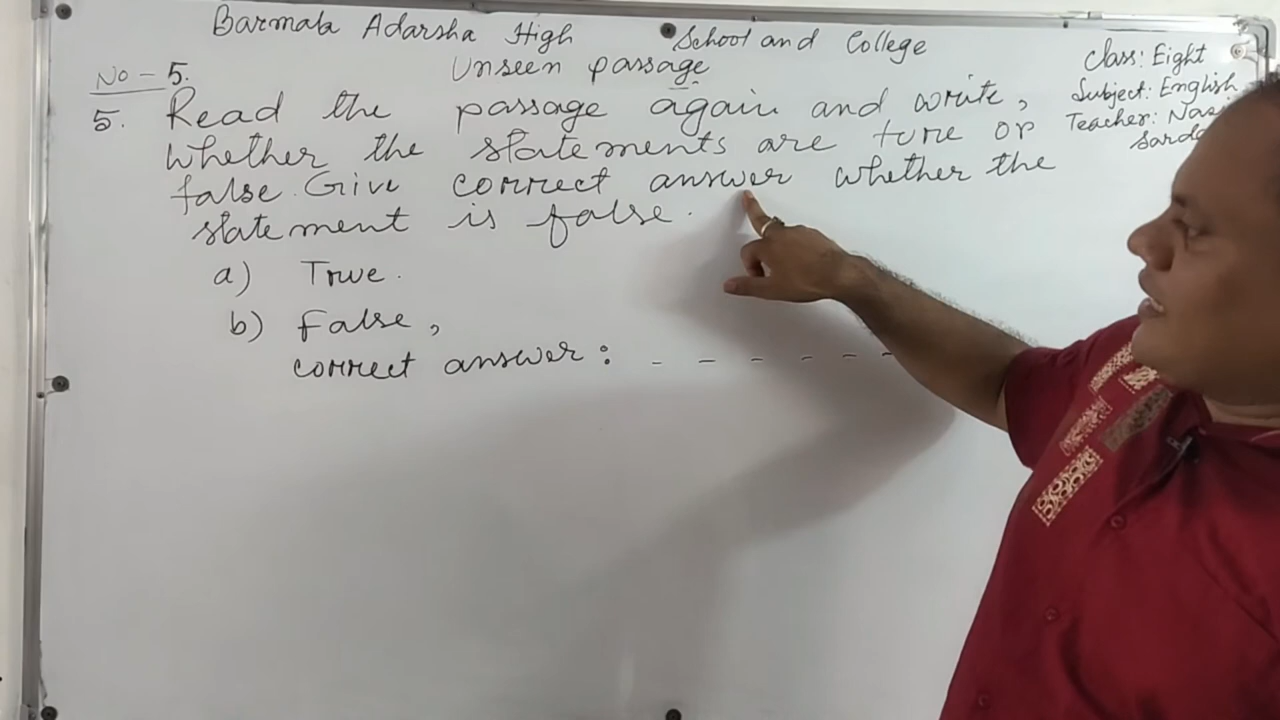 Barmala Adarsha High School and College
Unseen passage
Class: Eight
Subject: English
Teacher:
No - 5.
5. Read the passage again and write,
whether the statements are ture or
false. Give correct answer whether the
statement is false.
a) True.
b) False,
correct answer: - - - - - -